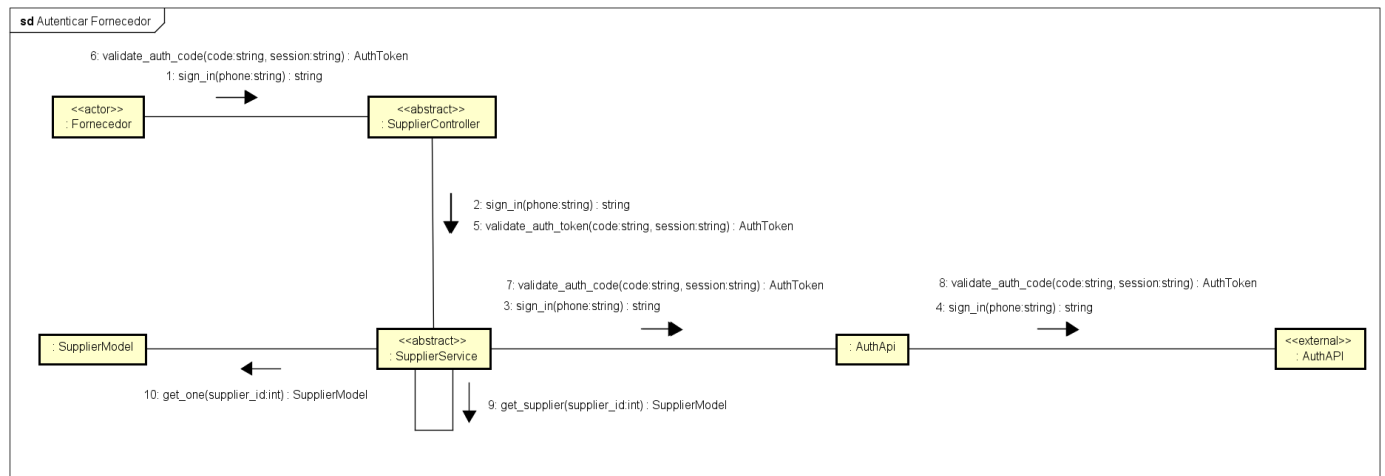 sd Autenticar Fornecedor
6: validate_auth_code(code:string, session:string) : AuthToken
1: sign_in(phone:string) : string
<<actor>>
: Fornecedor
<<abstract>>
: SupplierController
2: sign_in(phone:string) : string
5: validate_auth_token(code:string, session:string) : AuthToken
7: validate_auth_code(code:string, session:string) : AuthToken
3: sign_in(phone:string) : string
8: validate_auth_code(code:string, session:string) : AuthToken
4: sign_in(phone:string) : string
: SupplierModel
<<abstract>>
: SupplierService
: AuthApi
<<external>>
: AuthAPI
10: get_one(supplier_id:int) : SupplierModel
9: get_supplier(supplier_id:int) : SupplierModel